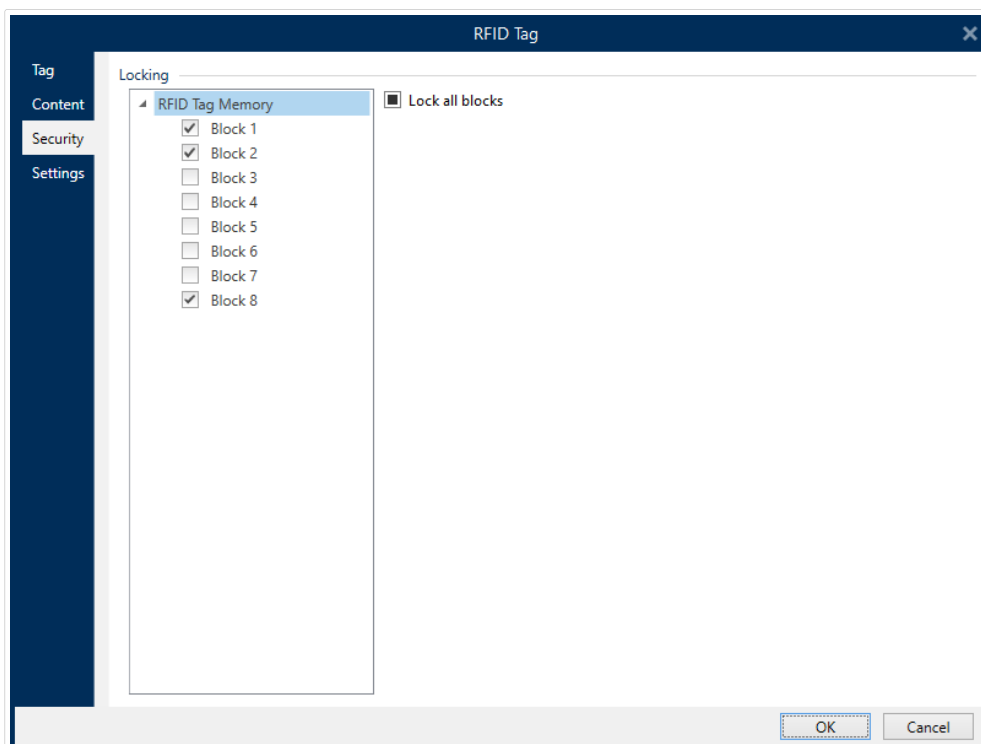 RFID Tag
Tag
Content
Security
Settings
Locking
RFID Tag Memory
Block 1
Block 2
Block 3
Block 4
Block 5
Block 6
Block 7
Block 8
Lock all blocks
OK
Cancel